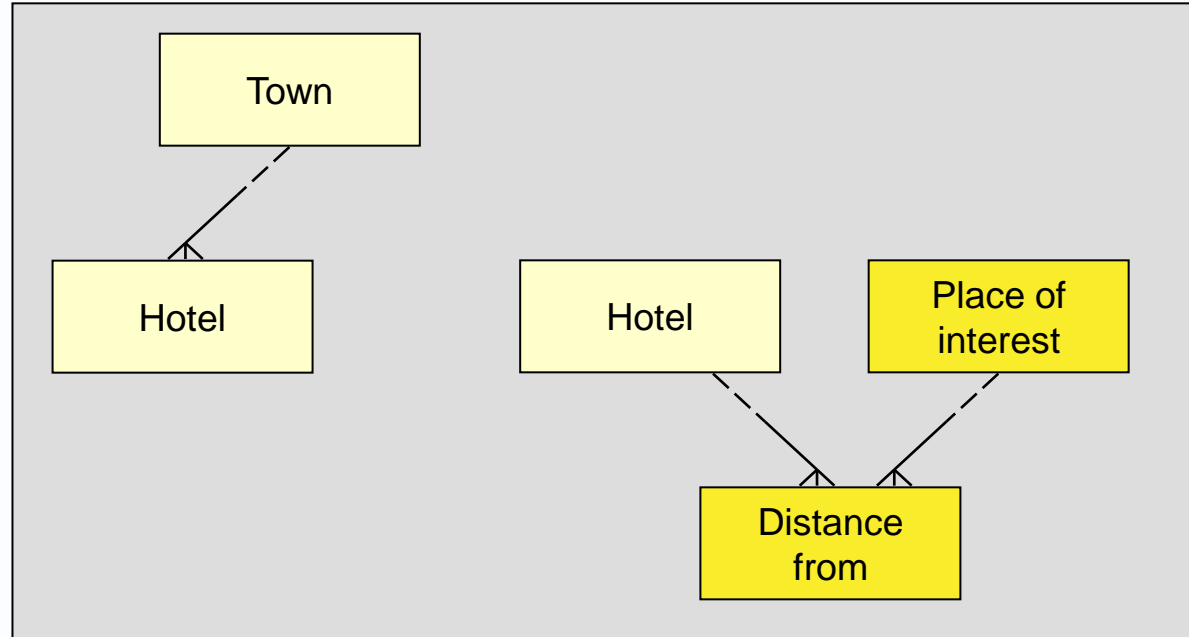 Town
Hotel
Hotel
Place of
interest
Distance
from